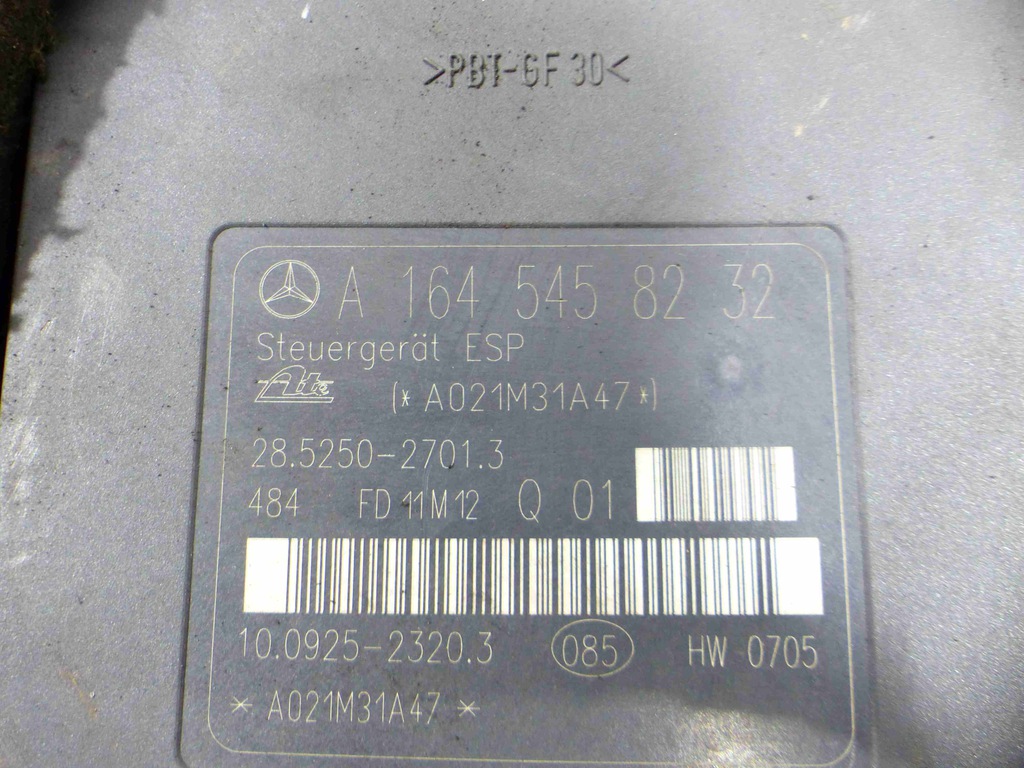 >PBT-GF 30<
A 164 545 82 32
Steuergerät ESP
Ate (* A021M31A47 *)
28.5250-2701.3
484 FD 11M12 Q 01
10.0925-2320.3 085 HW 0705
* A021M31A47 *